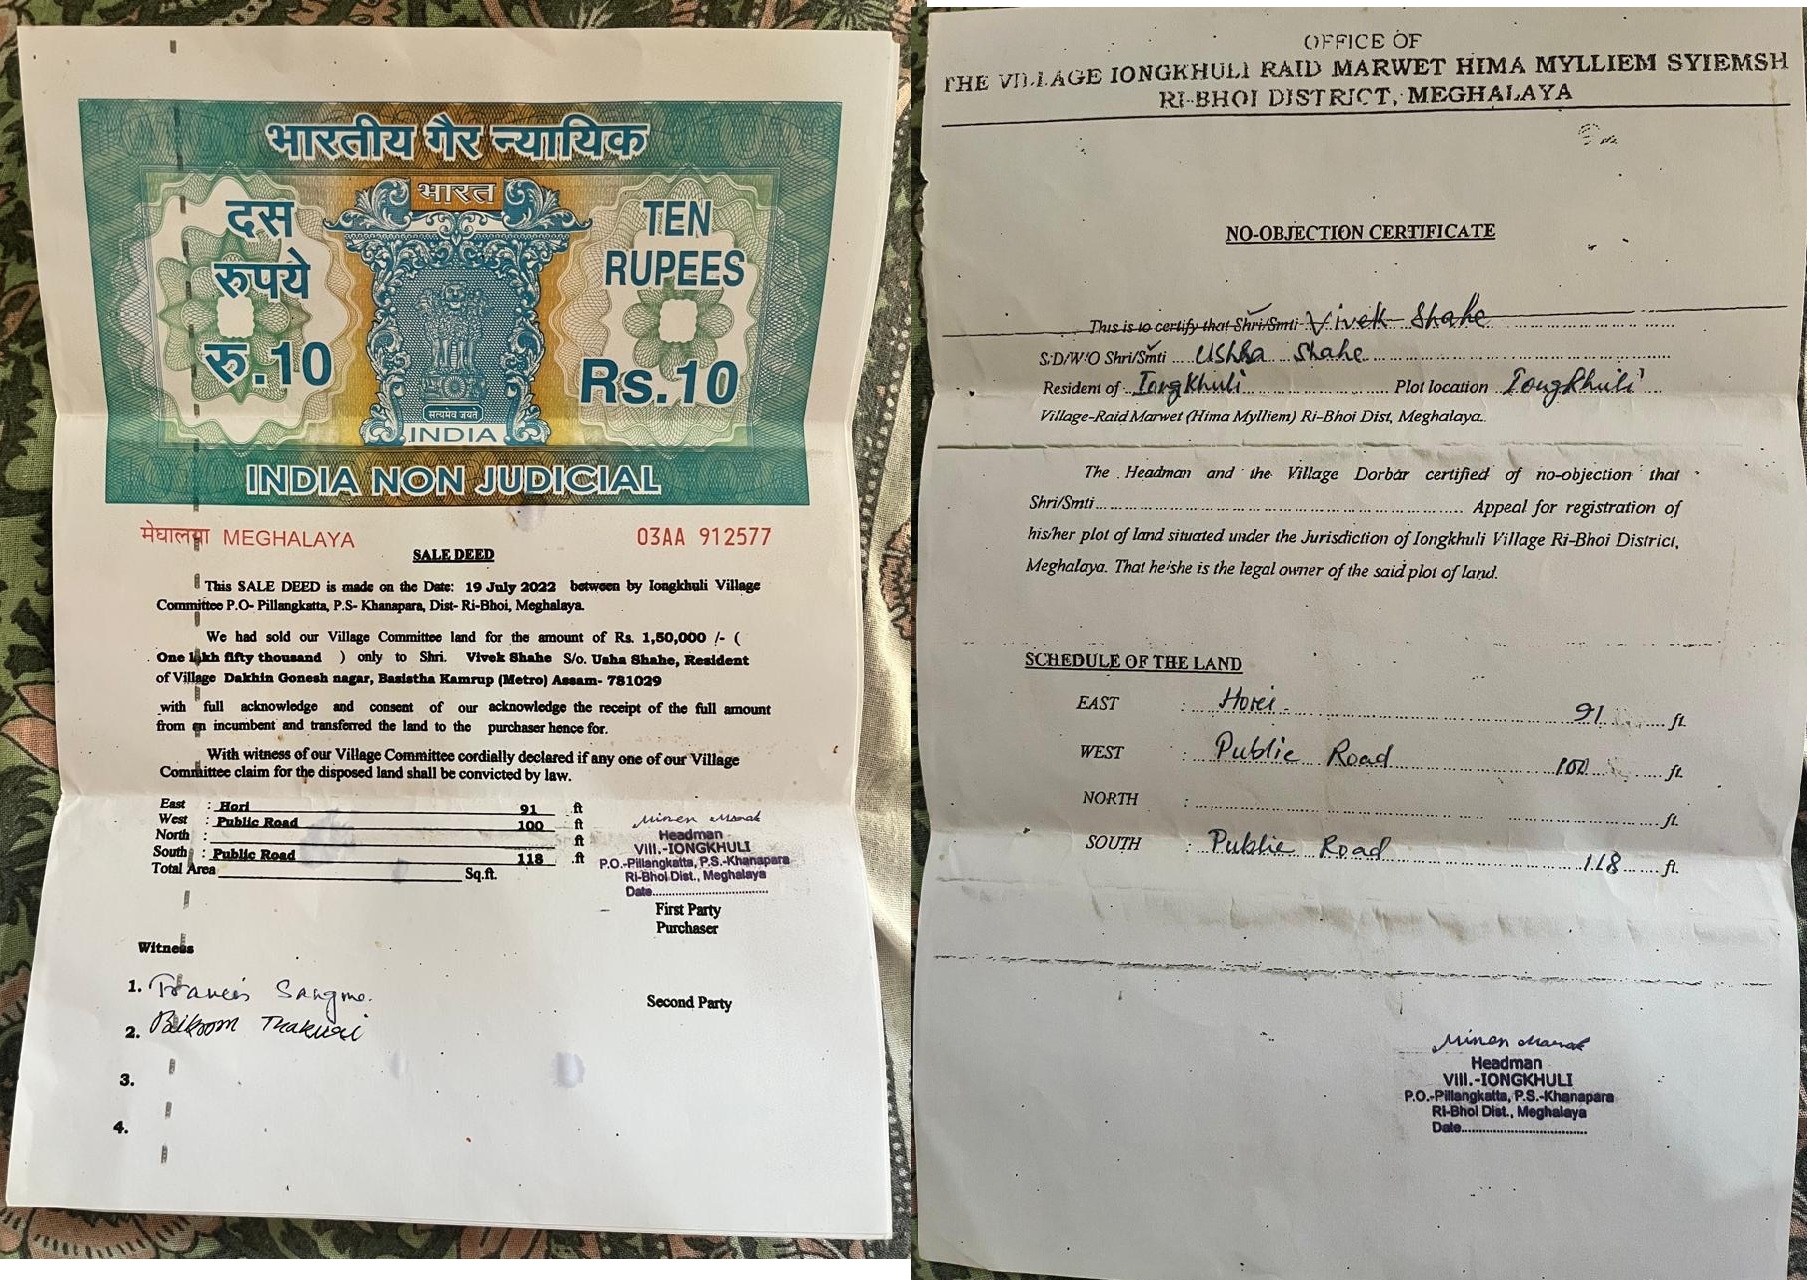 भारतीय गैर न्यायिक
भारत
दस
रुपये
रु.10
TEN
RUPEES
Rs.10
सत्यमेव जयते
INDIA
INDIA NON JUDICIAL
मेघालया MEGHALAYA
03AA 912577
SALE DEED
This SALE DEED is made on the Date: 19 July 2022 between by Iongkhuli Village
Committee P.O- Pillangkatta, P.S- Khanapara, Dist- Ri-Bhoi, Meghalaya.
We had sold our Village Committee land for the amount of Rs. 1,50,000 /- (
One lakh fifty thousand ) only to Shri. Vivek Shahe S/o. Usha Shahe, Resident
of Village Dakhin Gonesh nagar, Basistha Kamrup (Metro) Assam- 781029
with full acknowledge and consent of our acknowledge the receipt of the full amount
from an incumbent and transferred the land to the purchaser hence for.
With witness of our Village Committee cordially declared if any one of our Village
Committee claim for the disposed land shall be convicted by law.
East : Hori 91 ft
West : Public Road 100 ft
North : ft
South : Public Road 118 ft
Total Area Sq.ft.
Minen Marak
Headman
Vill.-IONGKHULI
P.O.-Pillangkatta, P.S.-Khanapara
Ri-Bhoi Dist., Meghalaya
Date..............................
First Party
Purchaser
Witness
1. Francis Sangma.
2. Bikrom Thakuri
Second Party
3.
4.
OFFICE OF
THE VILLAGE IONGKHULI RAID MARWET HIMA MYLLIEM SYIEMSH
RI-BHOI DISTRICT, MEGHALAYA
NO-OBJECTION CERTIFICATE
This is to certify that Shri/Smti Vivek Shahe
S/D/W/O Shri/Smti ... Ushba Shahe
Resident of Iongkhuli Plot location Iongkhuli
Village-Raid Marwet (Hima Mylliem) Ri-Bhoi Dist, Meghalaya.
The Headman and the Village Dorbar certified of no-objection that
Shri/Smti.............................. Appeal for registration of
his/her plot of land situated under the Jurisdiction of Iongkhuli Village Ri-Bhoi District,
Meghalaya. That he/she is the legal owner of the said plot of land.
SCHEDULE OF THE LAND
EAST : Horei 91 ft.
WEST : Public Road 100 ft.
NORTH : ft.
SOUTH : Public Road 118 ft.
Minen Marak
Headman
Vill.-IONGKHULI
P.O.-Pillangkatta, P.S.-Khanapara
Ri-Bhoi Dist., Meghalaya
Date..............................